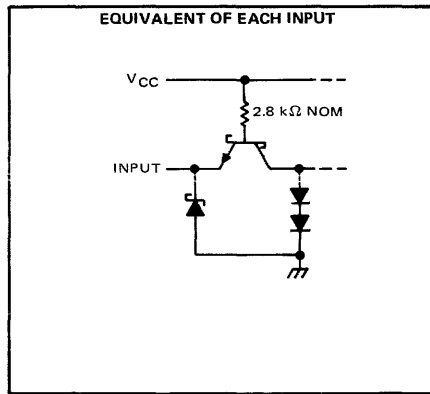 EQUIVALENT OF EACH INPUT
VCC
2.8 kΩ NOM
INPUT